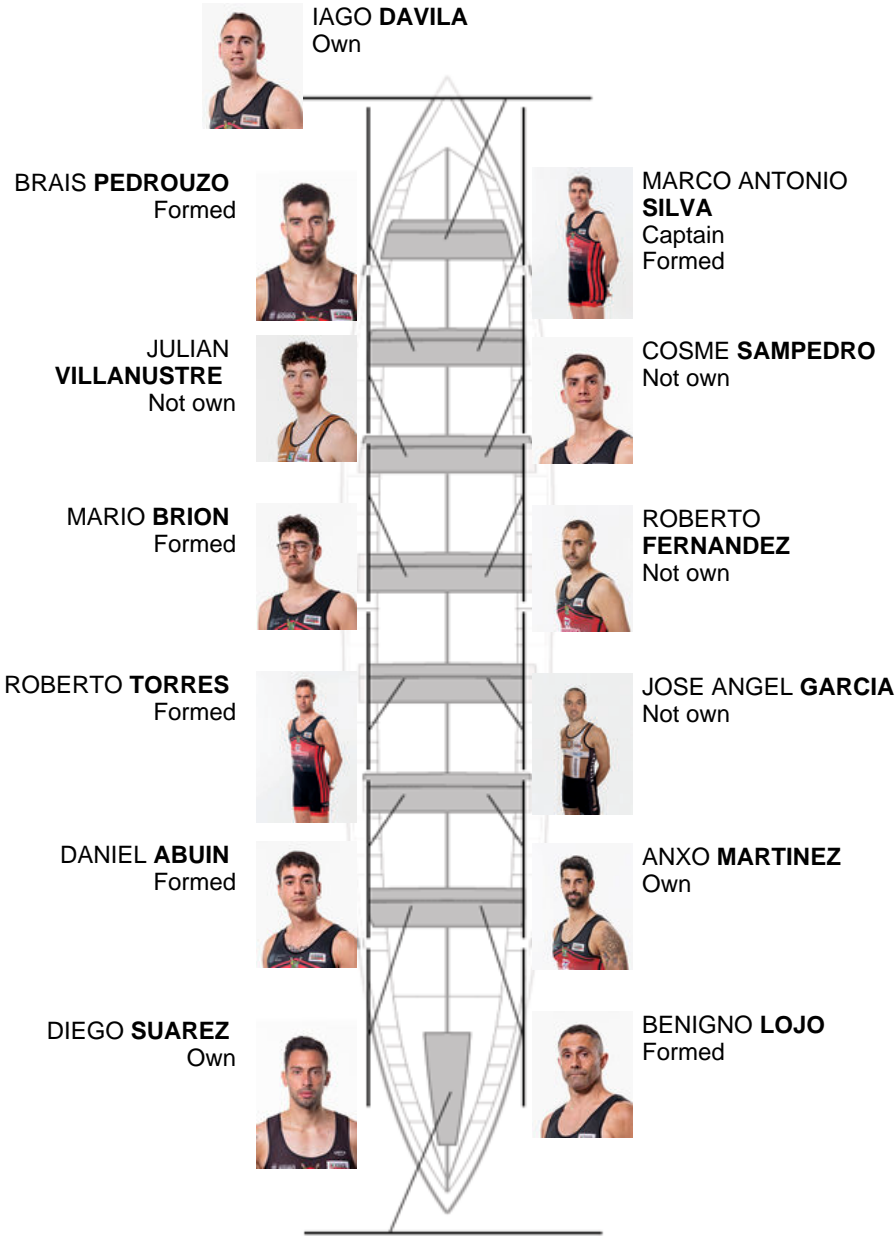 IAGO DAVILA
Own
BRAIS PEDROUZO
Formed
MARCO ANTONIO
SILVA
Captain
Formed
JULIAN
VILLANUSTRE
Not own
COSME SAMPEDRO
Not own
MARIO BRION
Formed
ROBERTO
FERNANDEZ
Not own
ROBERTO TORRES
Formed
JOSE ANGEL GARCIA
Not own
DANIEL ABUIN
Formed
ANXO MARTINEZ
Own
DIEGO SUAREZ
Own
BENIGNO LOJO
Formed